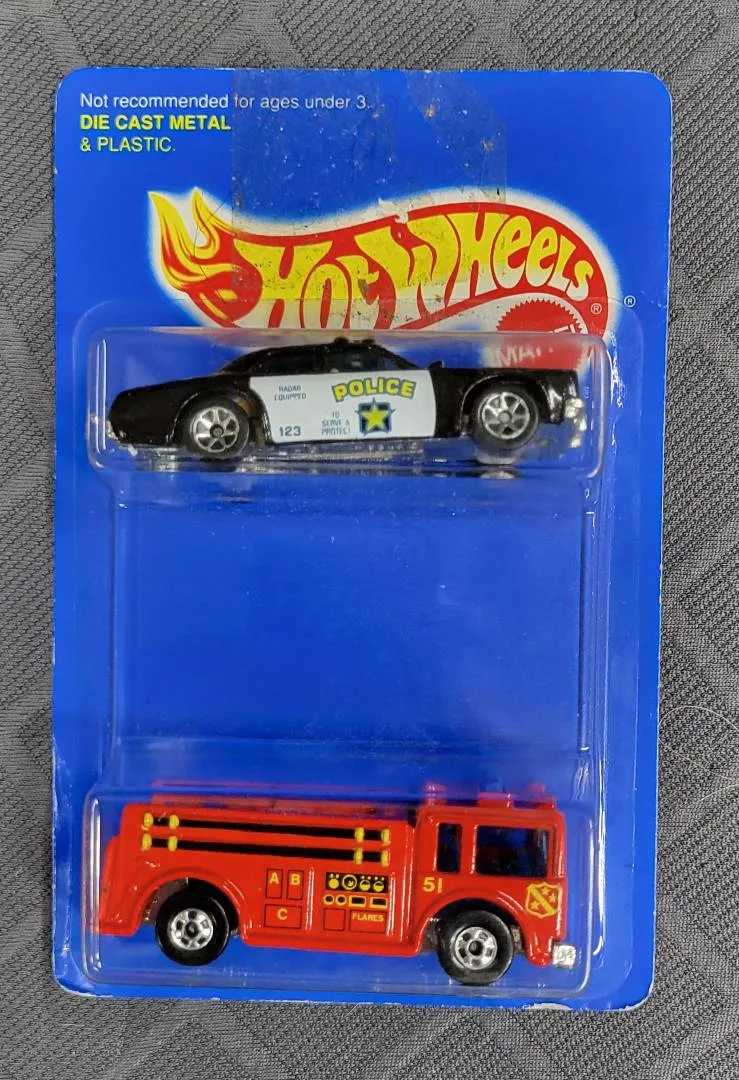 Not recommended for ages under 3.
DIE CAST METAL
& PLASTIC.
HOT WHEELS
®
®
RADAR
EQUIPPED
POLICE
TO
SERVE &
PROTECT
123
A B
C
FLARES
51